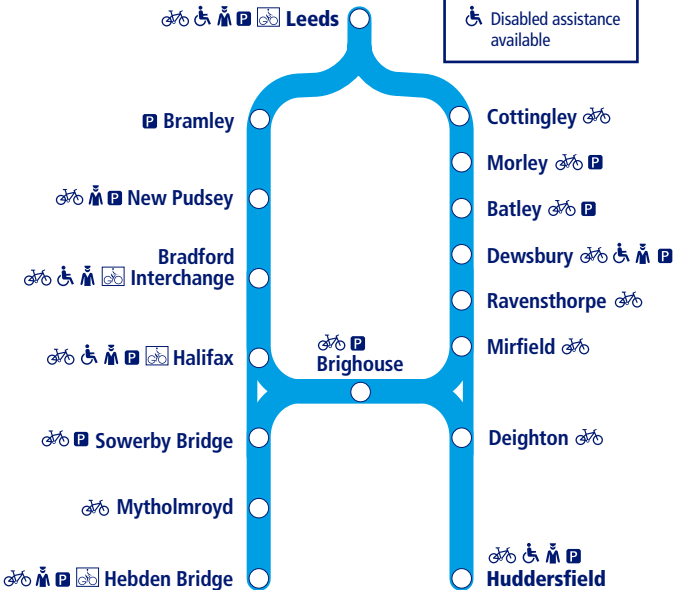 Leeds
Disabled assistance
available
P Bramley
Cottingley
Morley P
P New Pudsey
Batley P
Bradford
Interchange
Dewsbury P
Ravensthorpe
P
Brighouse
Mirfield
P Halifax
P Sowerby Bridge
Deighton
Mytholmroyd
P Hebden Bridge
P
Huddersfield